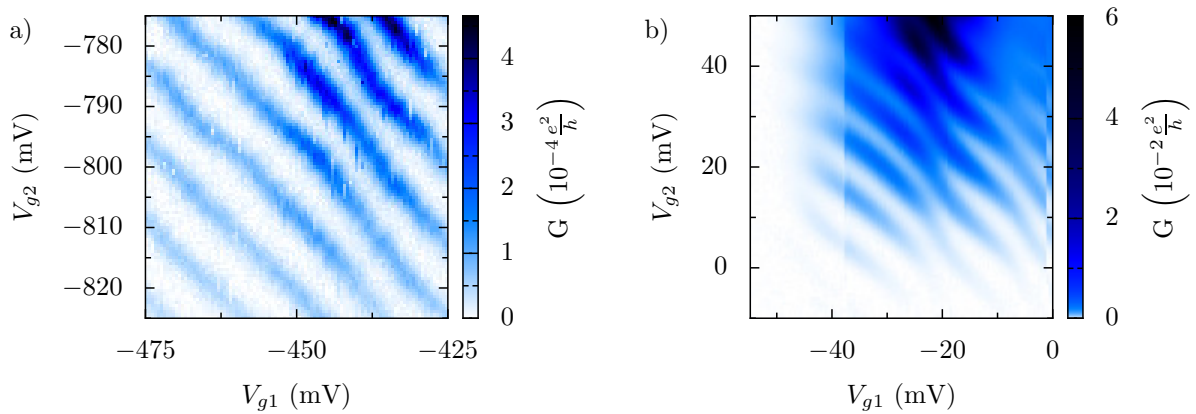 a)
−780
−790
−800
−810
−820
V_{g2} (mV)
−475
−450
−425
V_{g1} (mV)
4
3
2
1
0
G (10^{−4} \frac{e^2}{h})
b)
40
20
0
V_{g2} (mV)
−40
−20
0
V_{g1} (mV)
6
4
2
0
G (10^{−2} \frac{e^2}{h})